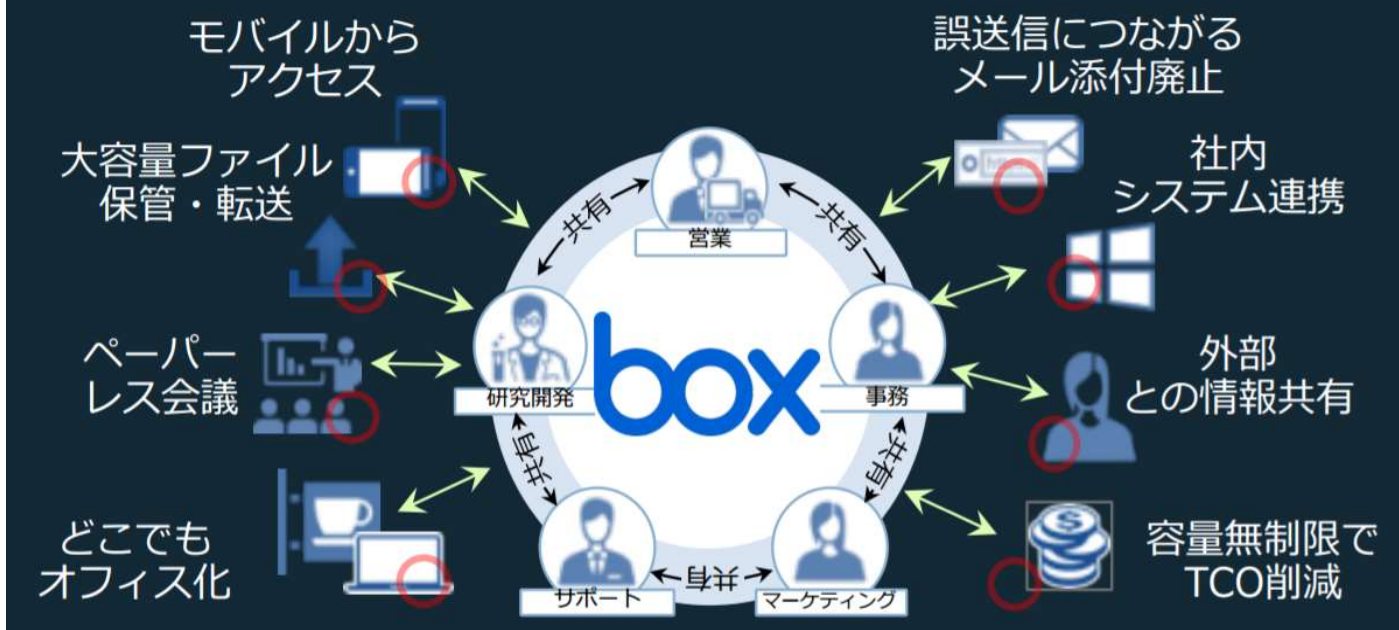 モバイルから
アクセス
大容量ファイル
保管・転送
ペーパー
レス会議
どこでも
オフィス化
共有
営業
共有
研究開発
box
事務
共有
共有
サポート
共有
マーケティング
誤送信につながる
メール添付廃止
社内
システム連携
外部
との情報共有
容量無制限で
TCO削減